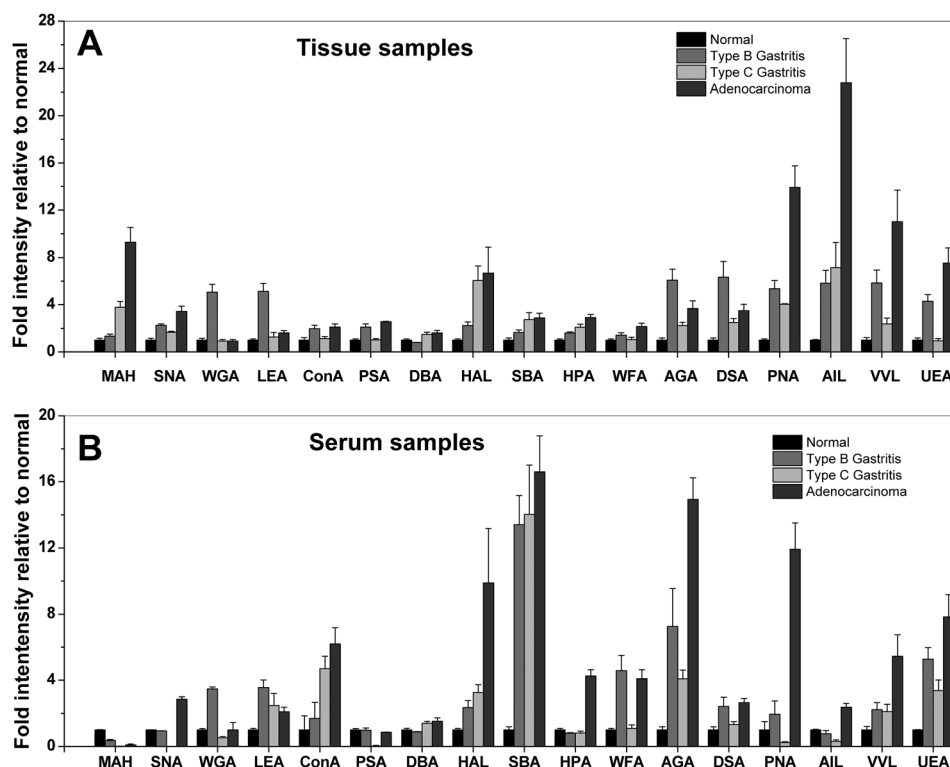 A
Tissue samples
Normal
Type B Gastritis
Type C Gastritis
Adenocarcinoma
Fold intensity relative to normal
28
24
20
16
12
8
4
0
MAH SNA WGA LEA ConA PSA DBA HAL SBA HPA WFA AGA DSA PNA AIL VVL UEA
B
Serum samples
Normal
Type B Gastritis
Type C Gastritis
Adenocarcinoma
Fold intentensity relative to normal
20
16
12
8
4
0
MAH SNA WGA LEA ConA PSA DBA HAL SBA HPA WFA AGA DSA PNA AIL VVL UEA